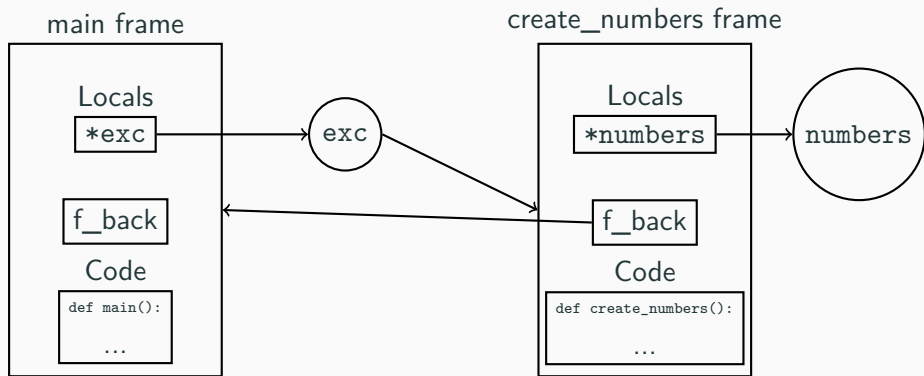 main frame
Locals
*exc
f_back
Code
def main():
...
exc
create_numbers frame
Locals
*numbers
f_back
Code
def create_numbers():
...
numbers